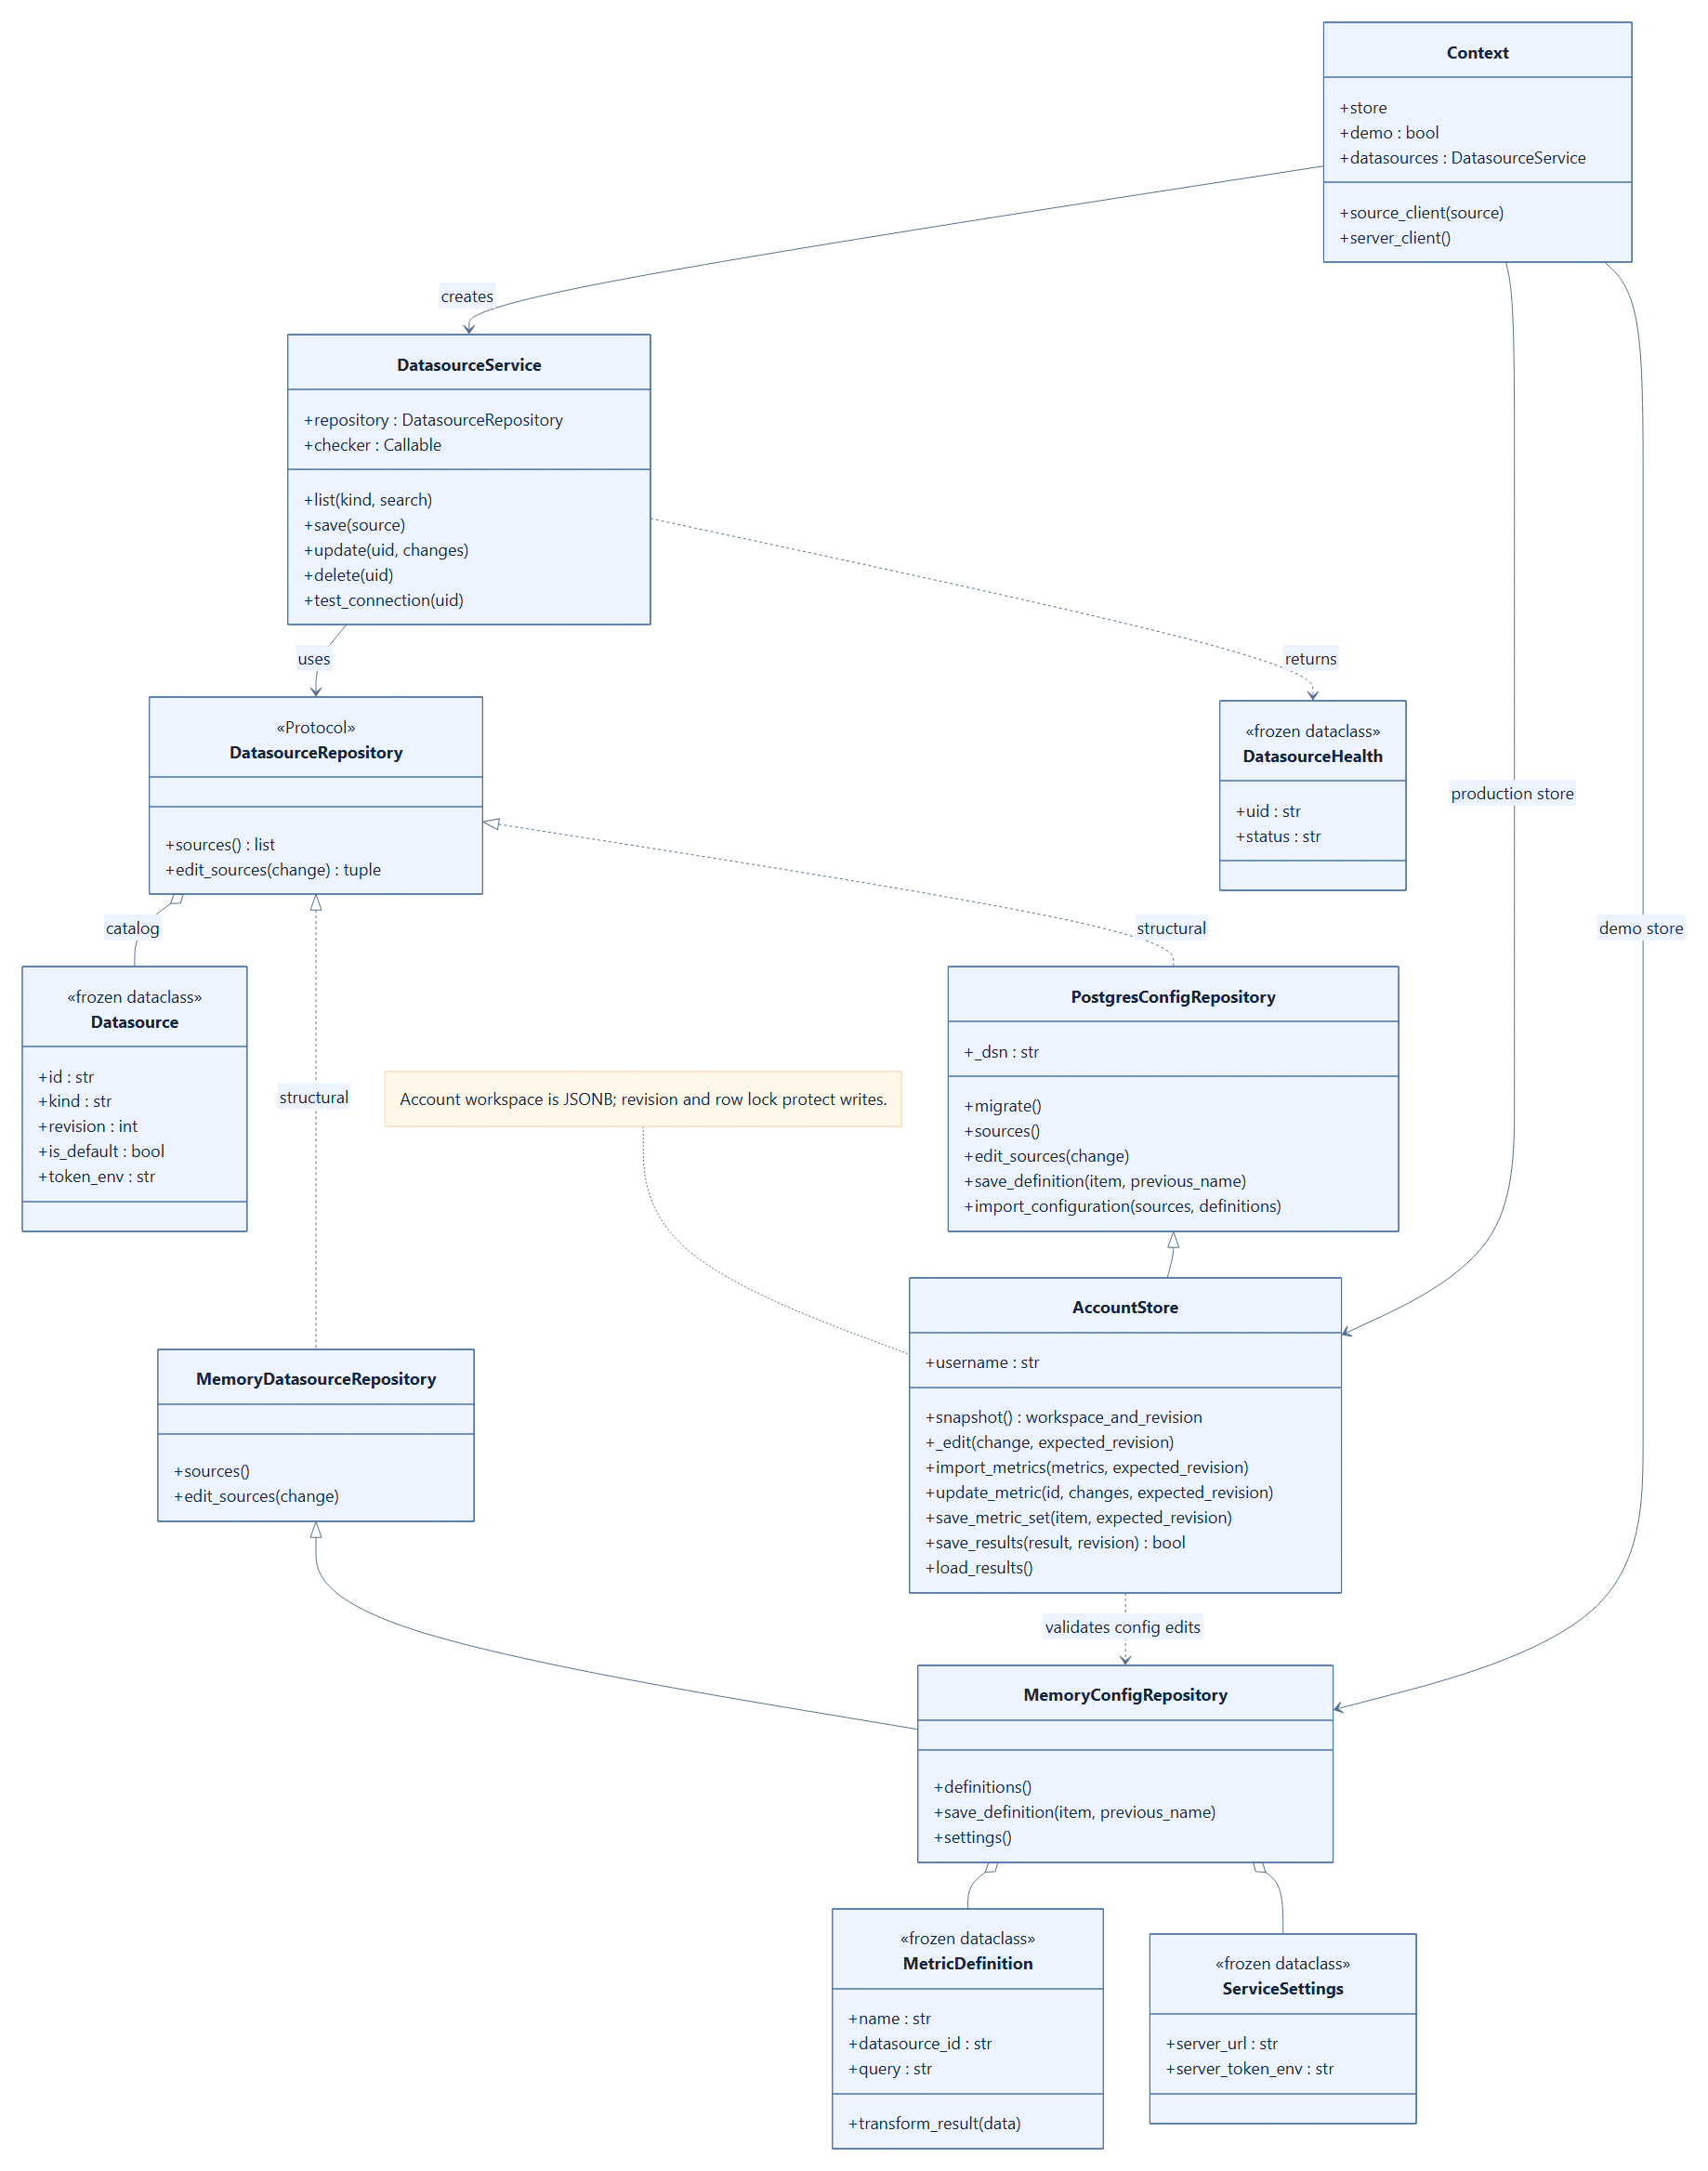 Context
+store
+demo : bool
+datasources : DatasourceService
+source_client(source)
+server_client()
creates
DatasourceService
+repository : DatasourceRepository
+checker : Callable
+list(kind, search)
+save(source)
+update(uid, changes)
+delete(uid)
+test_connection(uid)
uses
returns
«Protocol»
DatasourceRepository
+sources() : list
+edit_sources(change) : tuple
«frozen dataclass»
DatasourceHealth
+uid : str
+status : str
production store
catalog
structural
demo store
«frozen dataclass»
Datasource
+id : str
+kind : str
+revision : int
+is_default : bool
+token_env : str
structural
Account workspace is JSONB; revision and row lock protect writes.
PostgresConfigRepository
+_dsn : str
+migrate()
+sources()
+edit_sources(change)
+save_definition(item, previous_name)
+import_configuration(sources, definitions)
AccountStore
+username : str
+snapshot() : workspace_and_revision
+_edit(change, expected_revision)
+import_metrics(metrics, expected_revision)
+update_metric(id, changes, expected_revision)
+save_metric_set(item, expected_revision)
+save_results(result, revision) : bool
+load_results()
MemoryDatasourceRepository
+sources()
+edit_sources(change)
validates config edits
MemoryConfigRepository
+definitions()
+save_definition(item, previous_name)
+settings()
«frozen dataclass»
MetricDefinition
+name : str
+datasource_id : str
+query : str
+transform_result(data)
«frozen dataclass»
ServiceSettings
+server_url : str
+server_token_env : str